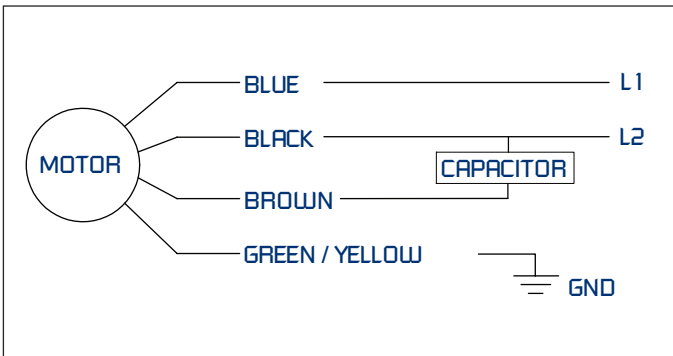 BLUE L1
BLACK L2
MOTOR CAPACITOR
BROWN
GREEN / YELLOW
GND